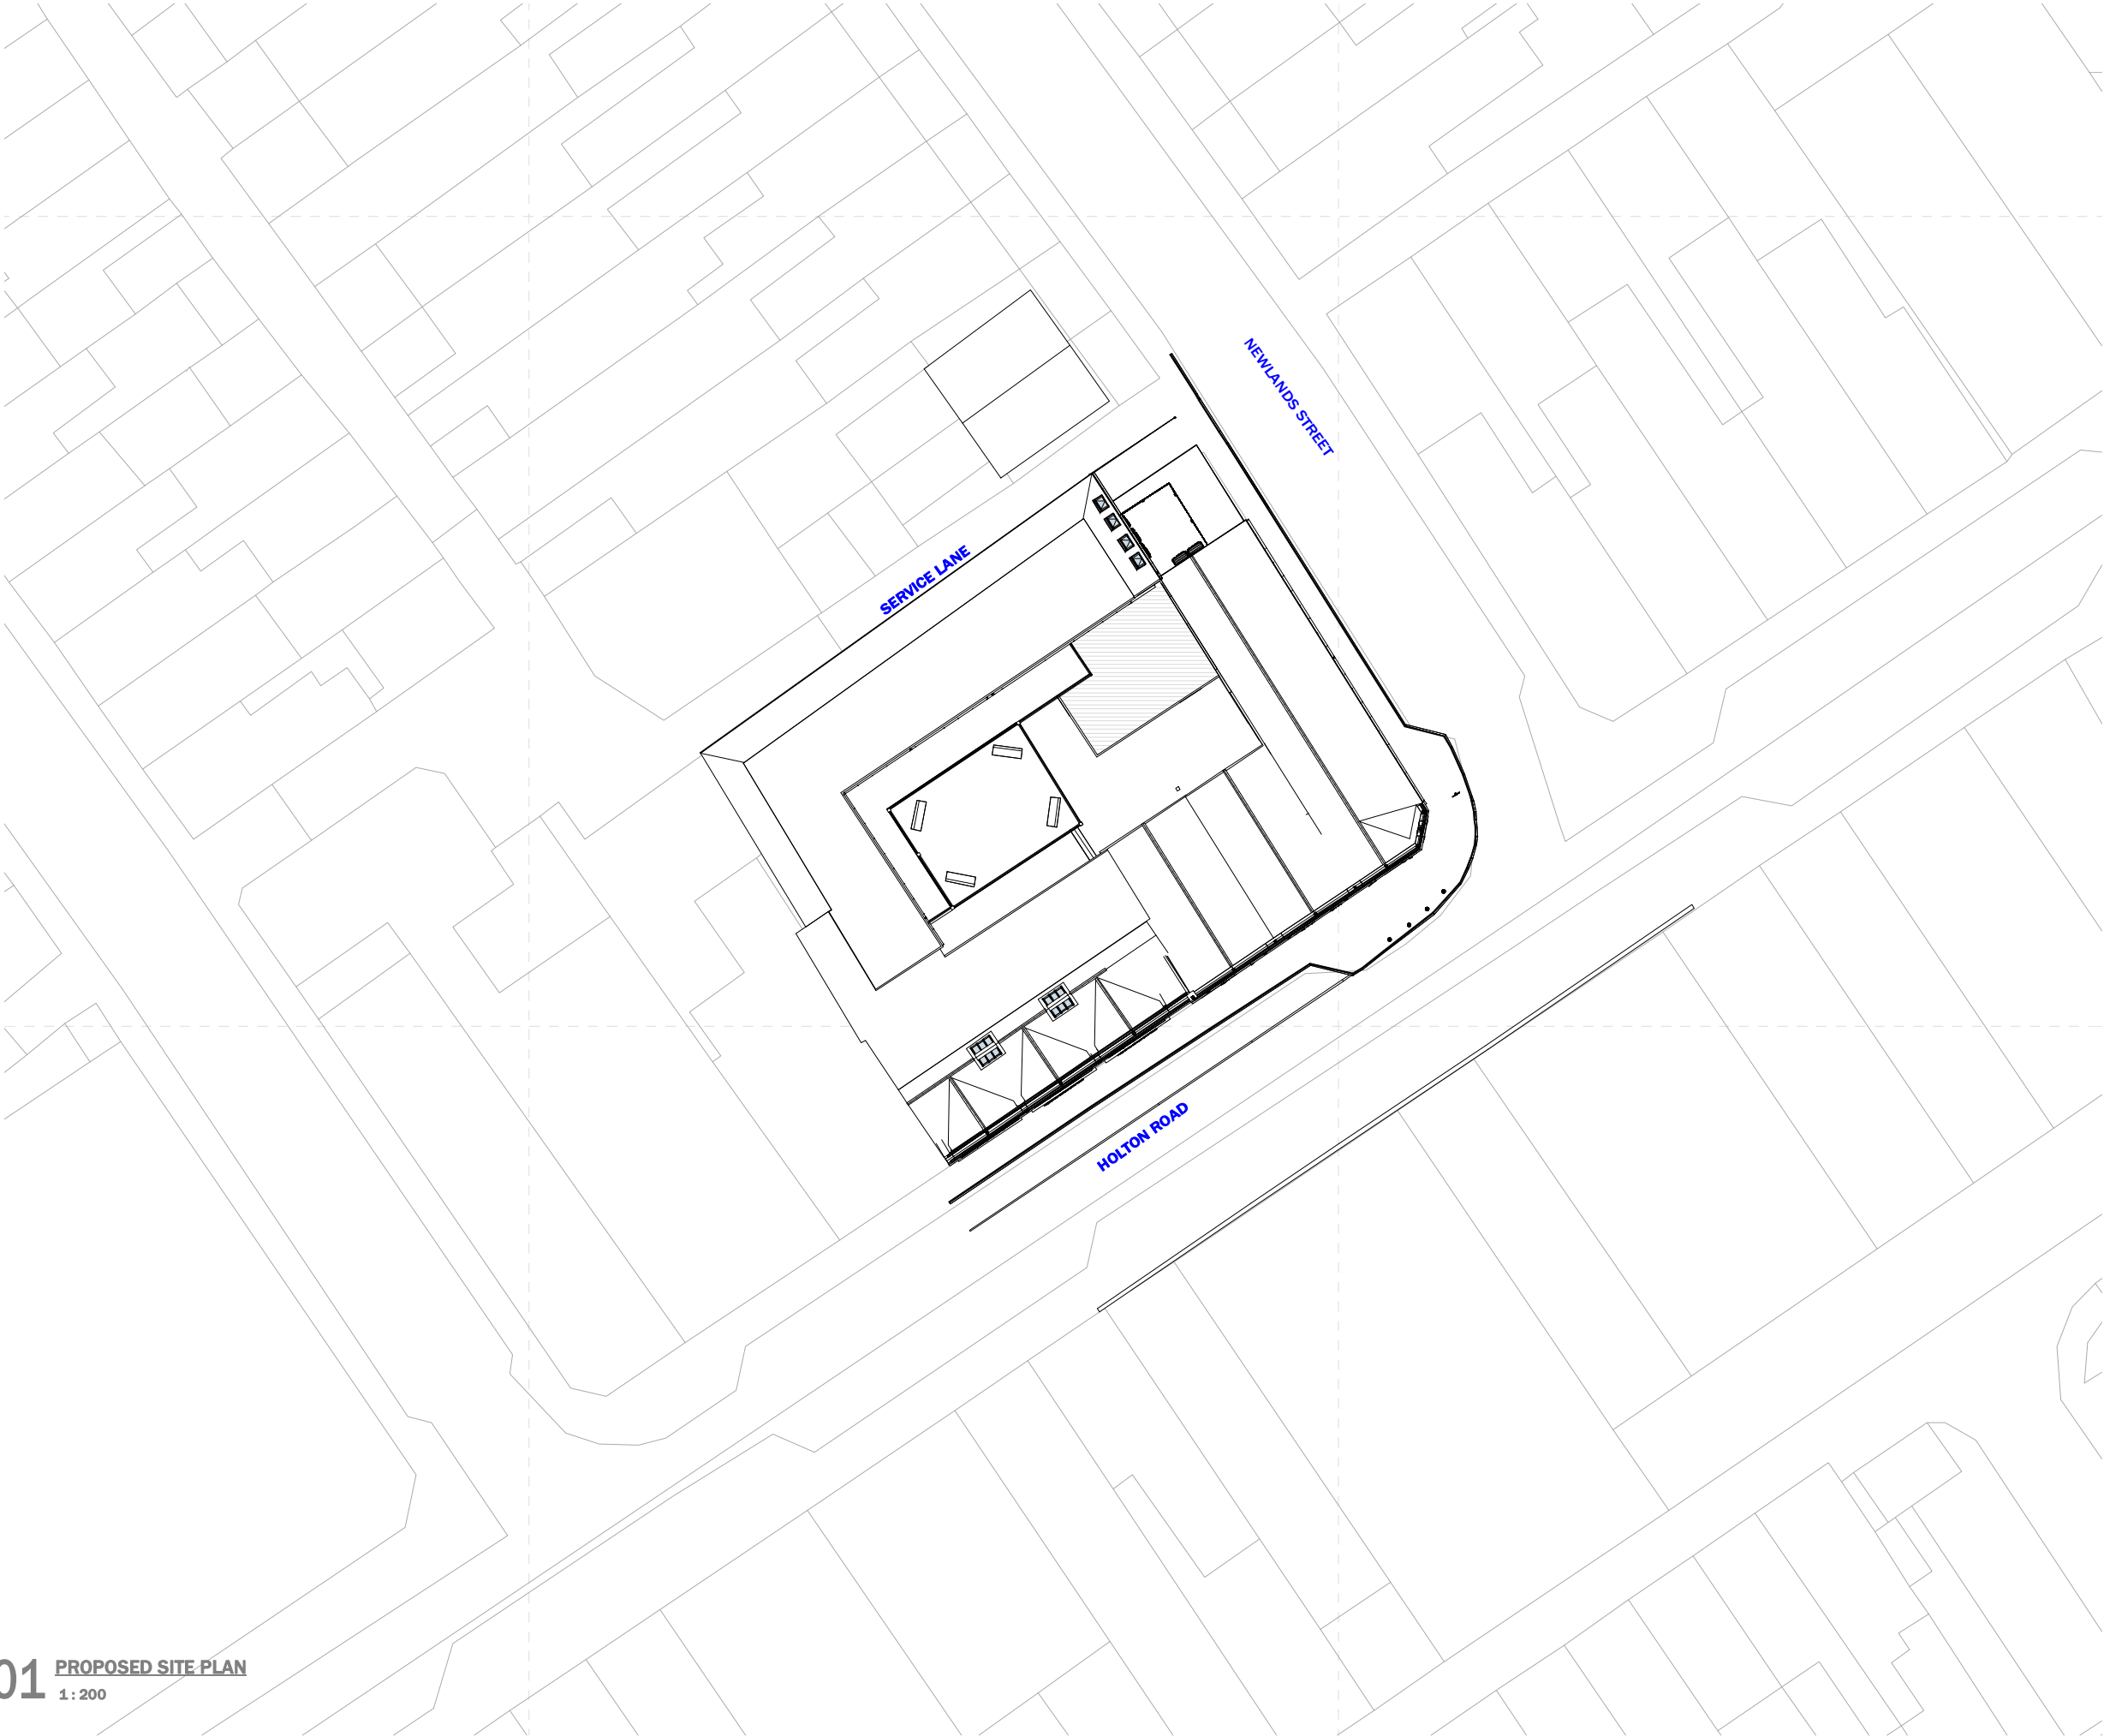 NEWLANDS STREET
SERVICE LANE
HOLTON ROAD
01 PROPOSED SITE PLAN
1 : 200